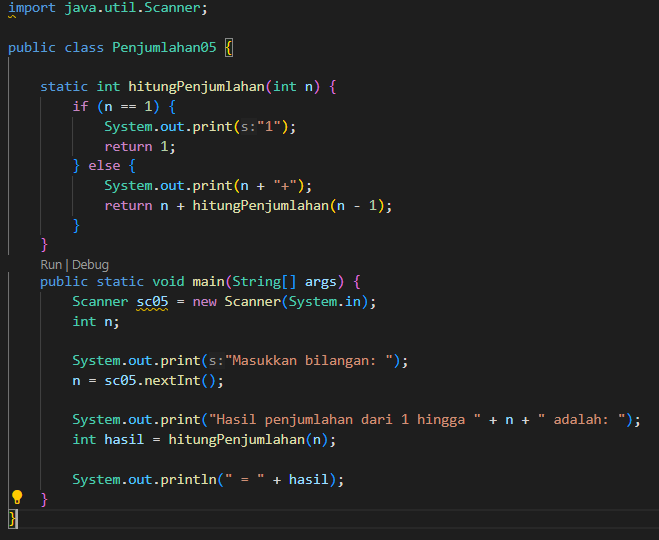 import java.util.Scanner;
public class Penjumlahan05 {
static int hitungPenjumlahan(int n) {
if (n == 1) {
System.out.print(s:"1");
return 1;
} else {
System.out.print(n + "+");
return n + hitungPenjumlahan(n - 1);
}
}
Run | Debug
public static void main(String[] args) {
Scanner sc05 = new Scanner(System.in);
int n;
System.out.print(s:"Masukkan bilangan: ");
n = sc05.nextInt();
System.out.print("Hasil penjumlahan dari 1 hingga " + n + " adalah: ");
int hasil = hitungPenjumlahan(n);
System.out.println(" = " + hasil);
}
}